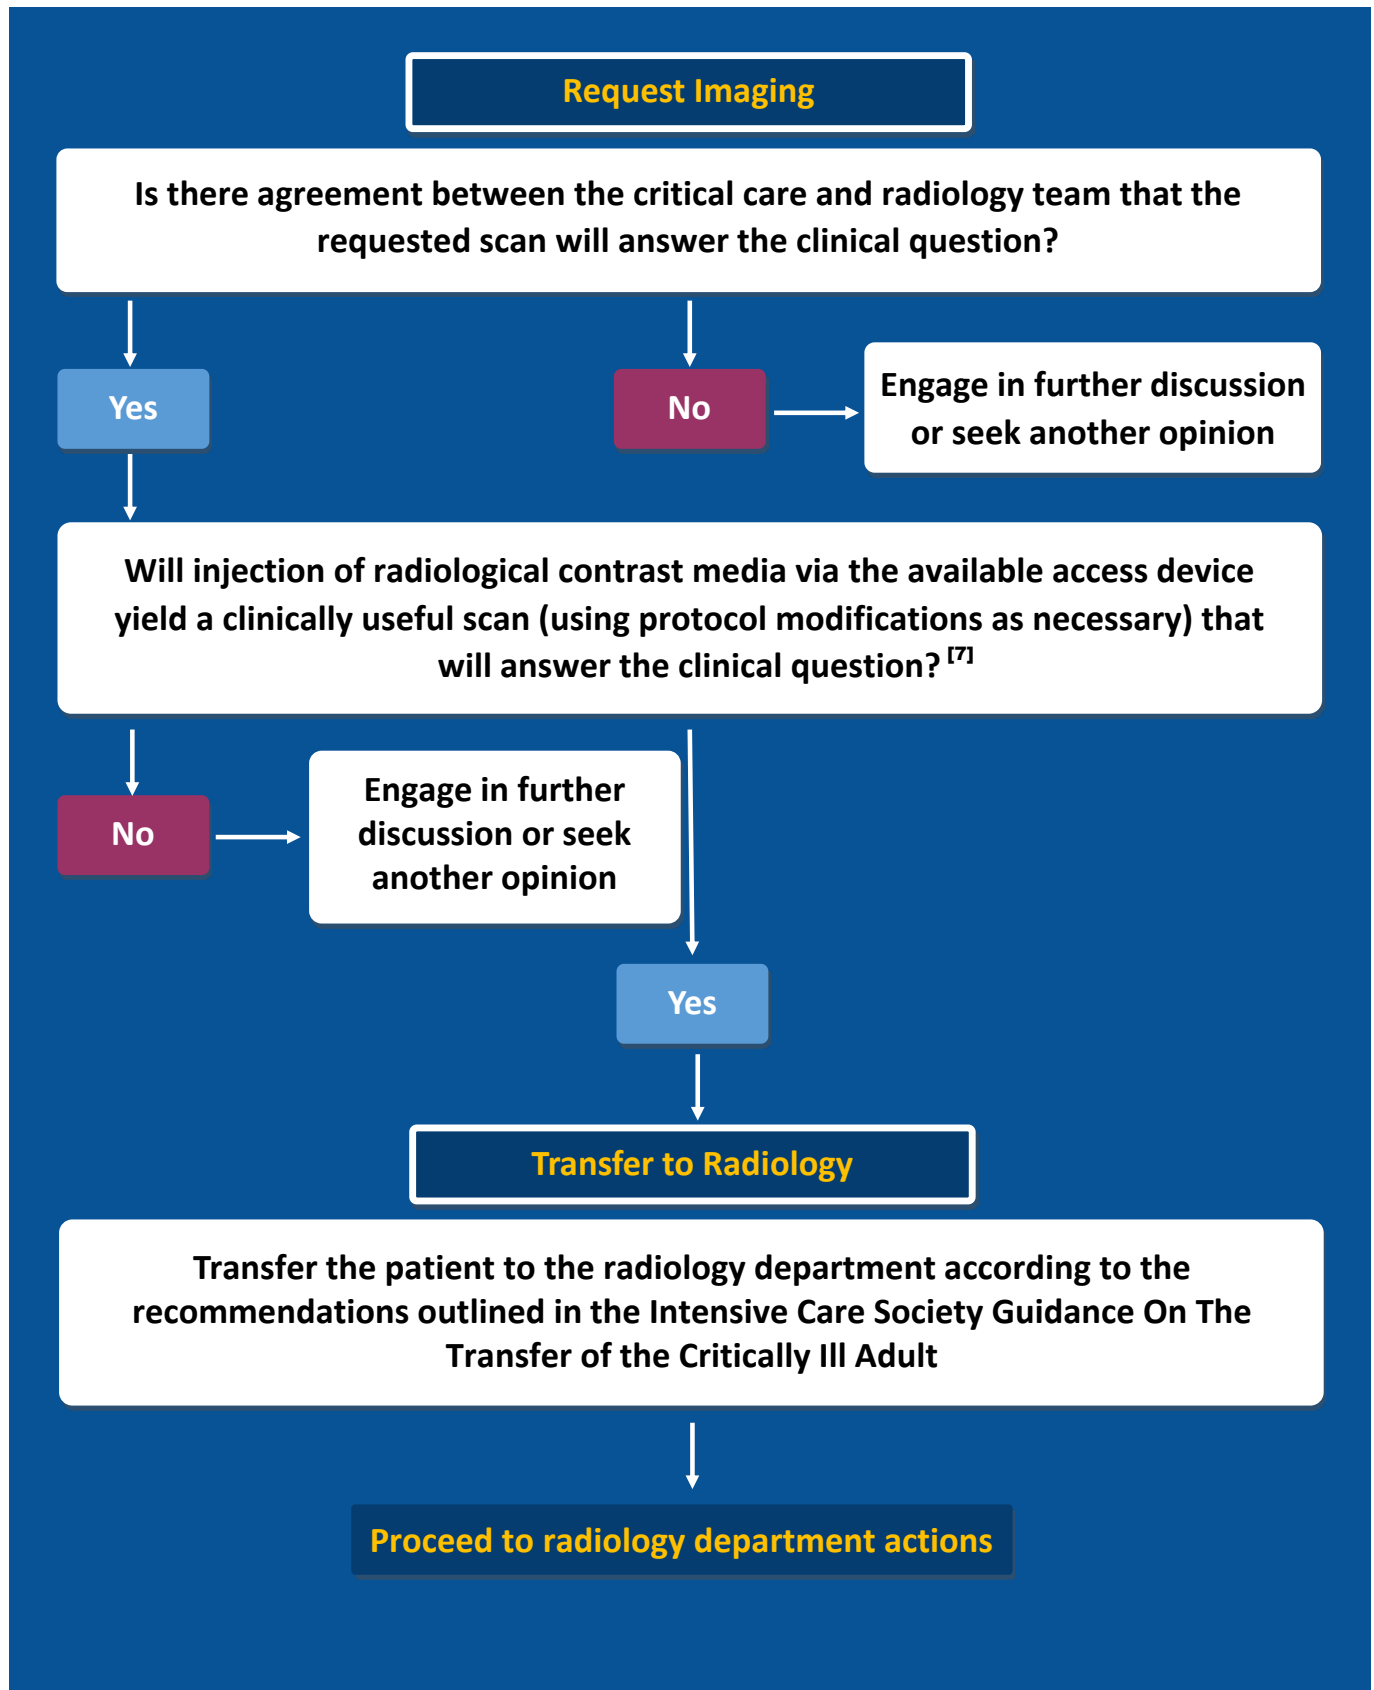 Request Imaging
Is there agreement between the critical care and radiology team that the
requested scan will answer the clinical question?
Yes
No
Engage in further discussion
or seek another opinion
Will injection of radiological contrast media via the available access device
yield a clinically useful scan (using protocol modifications as necessary) that
will answer the clinical question? [7]
No
Engage in further
discussion or seek
another opinion
Yes
Transfer to Radiology
Transfer the patient to the radiology department according to the
recommendations outlined in the Intensive Care Society Guidance On The
Transfer of the Critically Ill Adult
Proceed to radiology department actions